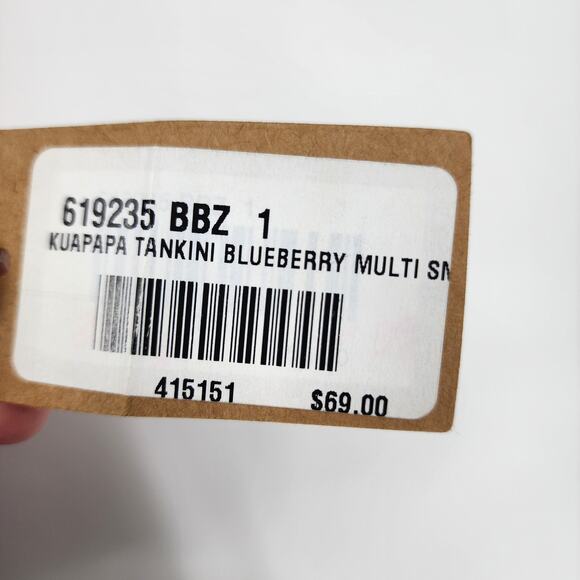 619235 BBZ 1
KUAPAPA TANKINI BLUEBERRY MULTI
415151 $69.00